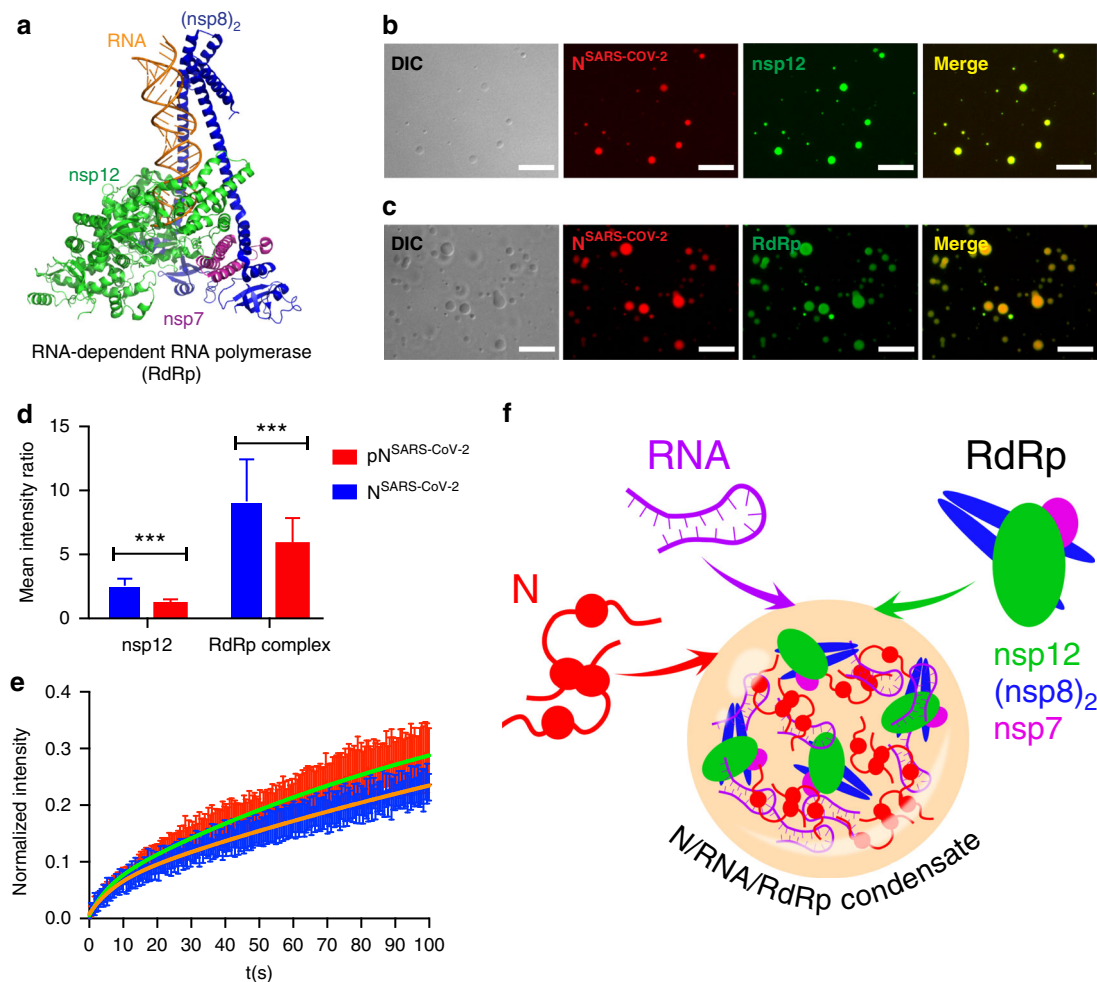 a
(nsp8)2
RNA
nsp12
nsp7
RNA-dependent RNA polymerase
(RdRp)
b
DIC
NSARS-COV-2
nsp12
Merge
c
DIC
NSARS-COV-2
RdRp
Merge
d
15
10
5
0
Mean intensity ratio
***
***
nsp12
RdRp complex
pNSARS-CoV-2
NSARS-CoV-2
e
0.4
0.3
0.2
0.1
0.0
Normalized intensity
0 10 20 30 40 50 60 70 80 90 100
t(s)
f
RNA
RdRp
N
nsp12
(nsp8)2
nsp7
N/RNA/RdRp condensate